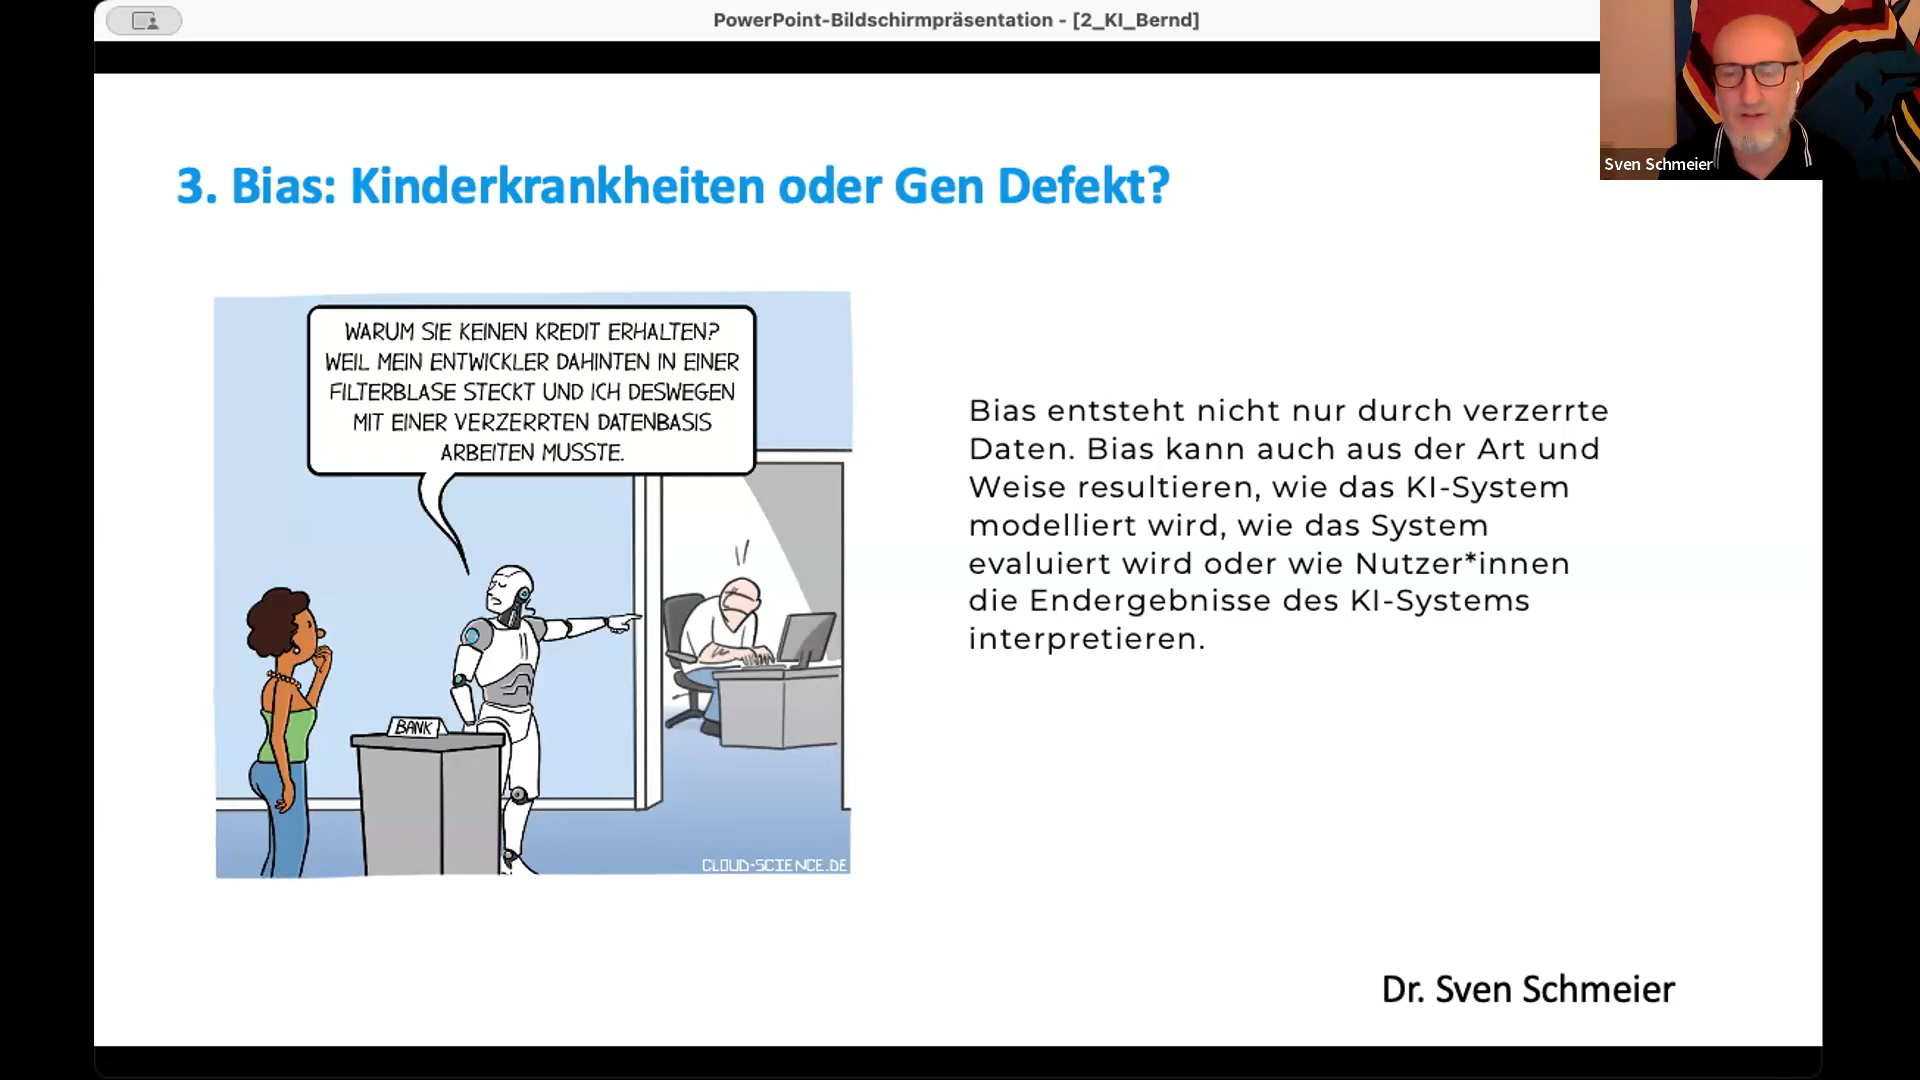 PowerPoint-Bildschirmpräsentation - [2_KI_Bernd]
Sven Schmeier
3. Bias: Kinderkrankheiten oder Gen Defekt?
WARUM SIE KEINEN KREDIT ERHALTEN?
WEIL MEIN ENTWICKLER DAHINTEN IN EINER
FILTERBLASE STECKT UND ICH DESWEGEN
MIT EINER VERZERRTEN DATENBASIS
ARBEITEN MUSSTE.
BANK
CLOUD-SCIENCE.DE
Bias entsteht nicht nur durch verzerrte
Daten. Bias kann auch aus der Art und
Weise resultieren, wie das KI-System
modelliert wird, wie das System
evaluiert wird oder wie Nutzer*innen
die Endergebnisse des KI-Systems
interpretieren.
Dr. Sven Schmeier